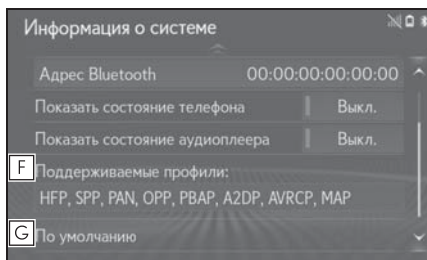 Информация о системе
Адрес Bluetooth 00:00:00:00:00:00
Показать состояние телефона Выкл.
Показать состояние аудиоплеера Выкл.
F Поддерживаемые профили:
HFP, SPP, PAN, OPP, PBAP, A2DP, AVRCP, MAP
G По умолчанию